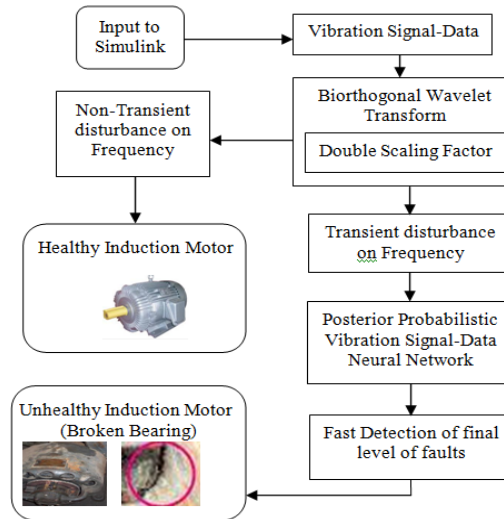 Input to
Simulink
Vibration Signal-Data
Biorthogonal Wavelet
Transform
Double Scaling Factor
Non-Transient
disturbance on
Frequency
Healthy Induction Motor
Transient disturbance
on Frequency
Posterior Probabilistic
Vibration Signal-Data
Neural Network
Fast Detection of final
level of faults
Unhealthy Induction Motor
(Broken Bearing)